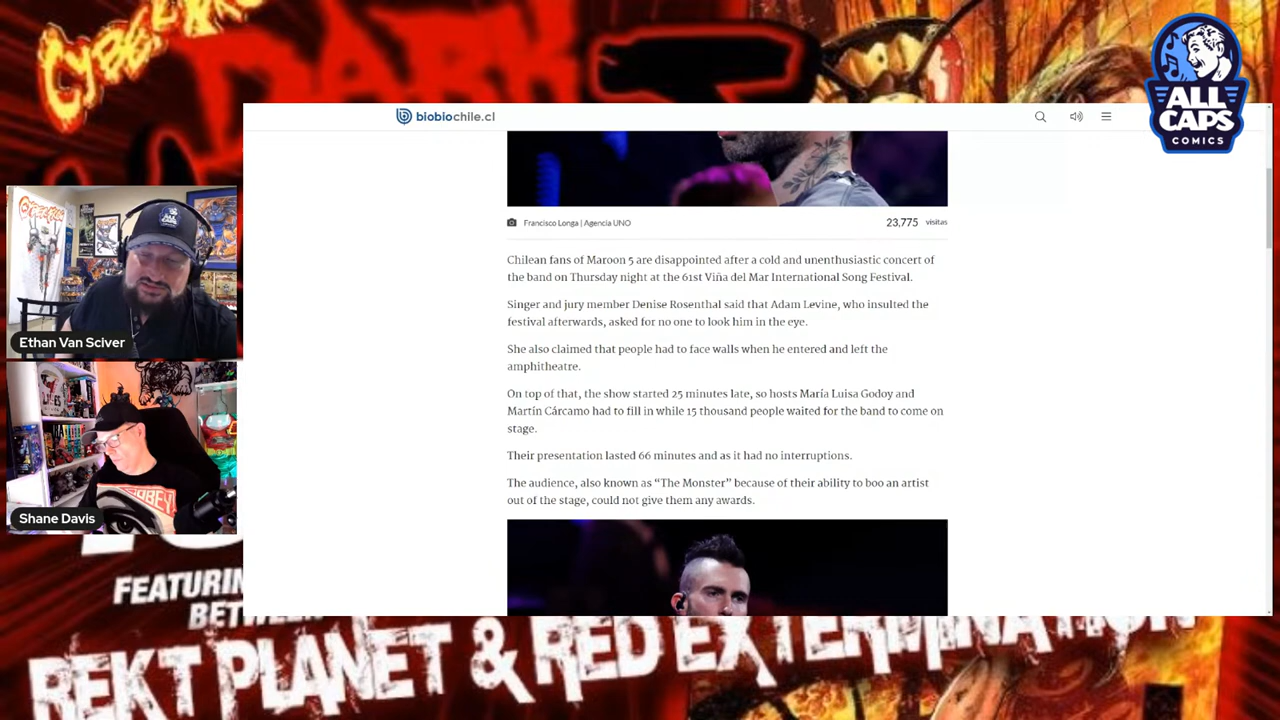 CYBERFROG
DARK
ALL
CAPS
COMICS
biobiochile.cl
Francisco Longa | Agencia UNO
23,775 visitas
Chilean fans of Maroon 5 are disappointed after a cold and unenthusiastic concert of
the band on Thursday night at the 61st Viña del Mar International Song Festival.
Singer and jury member Denise Rosenthal said that Adam Levine, who insulted the
festival afterwards, asked for no one to look him in the eye.
She also claimed that people had to face walls when he entered and left the
amphitheatre.
On top of that, the show started 25 minutes late, so hosts María Luisa Godoy and
Martín Cárcamo had to fill in while 15 thousand people waited for the band to come on
stage.
Their presentation lasted 66 minutes and as it had no interruptions.
The audience, also known as “The Monster” because of their ability to boo an artist
out of the stage, could not give them any awards.
Ethan Van Sciver
OBEY
Shane Davis
FEATURIN
BETWEEN
REKT PLANET & RED EXTERMINATION